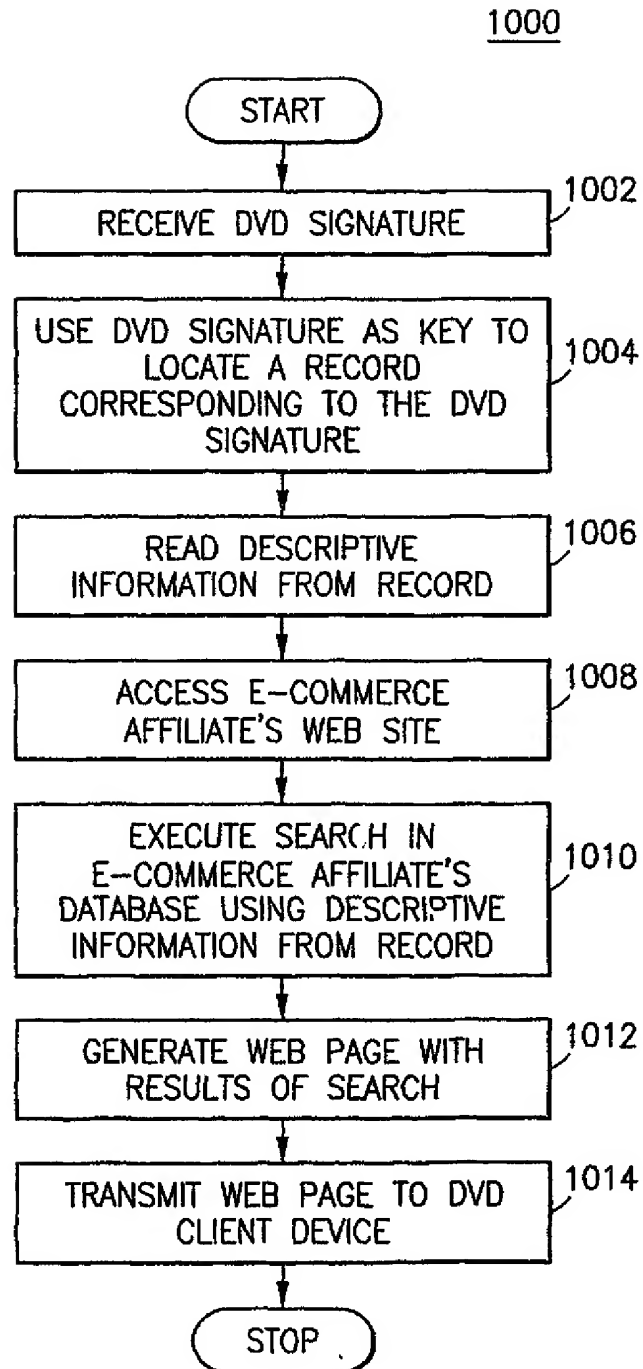 1000
START
1002
RECEIVE DVD SIGNATURE
USE DVD SIGNATURE AS KEY TO
LOCATE A RECORD
CORRESPONDING TO THE DVD
SIGNATURE
1004
READ DESCRIPTIVE
INFORMATION FROM RECORD
1006
ACCESS E-COMMERCE
AFFILIATE'S WEB SITE
1008
EXECUTE SEARCH IN
E-COMMERCE AFFILIATE'S
DATABASE USING DESCRIPTIVE
INFORMATION FROM RECORD
1010
GENERATE WEB PAGE WITH
RESULTS OF SEARCH
1012
TRANSMIT WEB PAGE TO DVD
CLIENT DEVICE
1014
STOP